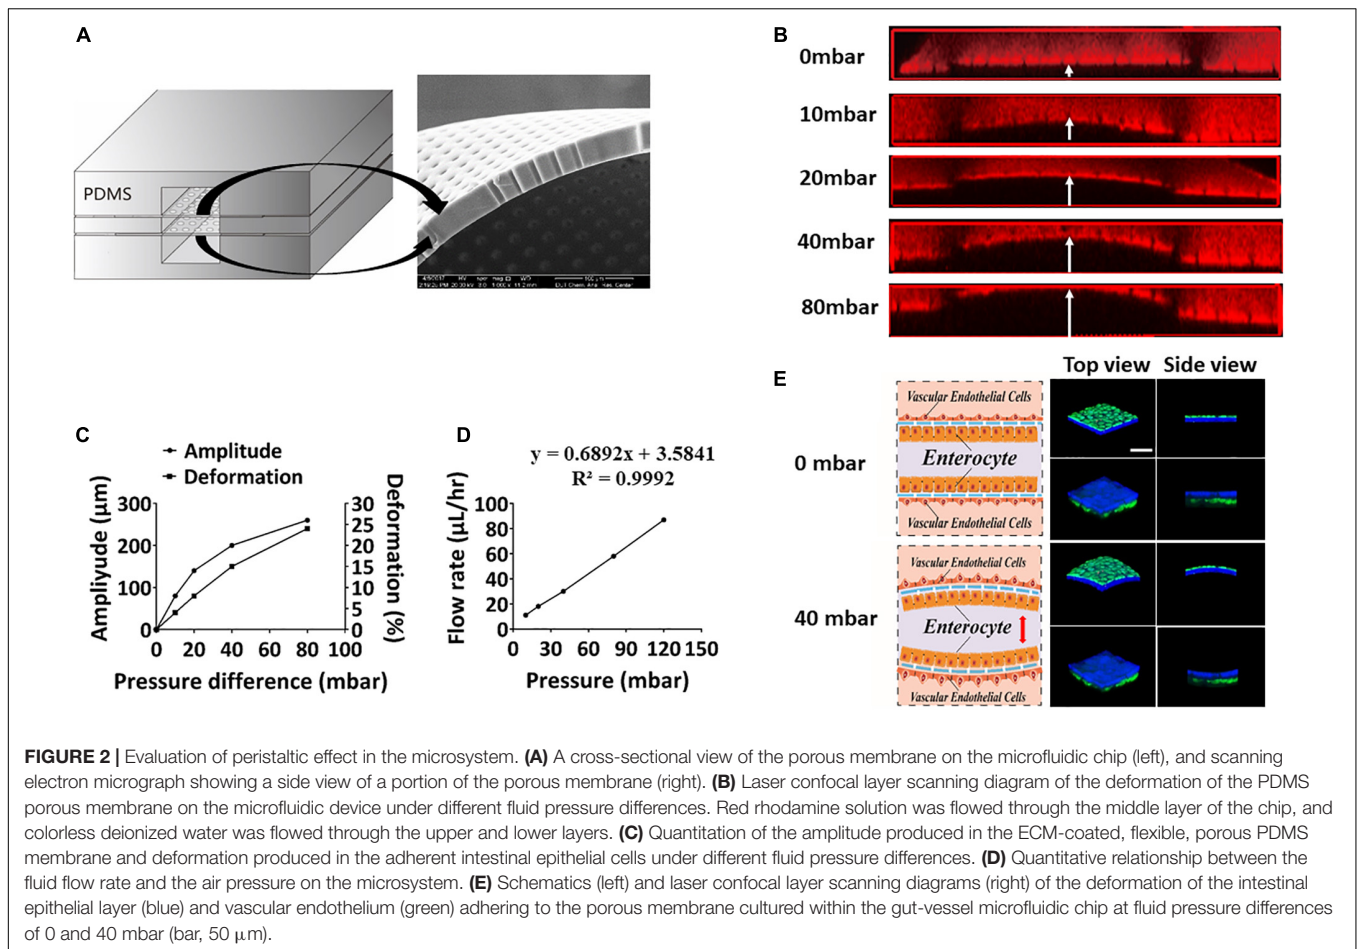 A
PDMS
B
0mbar
10mbar
20mbar
40mbar
80mbar
C
Amplitude
Deformation
Ampliyude (μm)
300
200
100
0
Deformation (%)
30
25
20
15
10
5
0
0 20 40 60 80 100
Pressure difference (mbar)
D
y = 0.6892x + 3.5841
R² = 0.9992
Flow rate (μL/hr)
100
80
60
40
20
0
0 30 60 90 120 150
Pressure (mbar)
E
Top view Side view
0 mbar
Vascular Endothelial Cells
Enterocyte
Vascular Endothelial Cells
40 mbar
Vascular Endothelial Cells
Enterocyte
Vascular Endothelial Cells
FIGURE 2 | Evaluation of peristaltic effect in the microsystem. (A) A cross-sectional view of the porous membrane on the microfluidic chip (left), and scanning
electron micrograph showing a side view of a portion of the porous membrane (right). (B) Laser confocal layer scanning diagram of the deformation of the PDMS
porous membrane on the microfluidic device under different fluid pressure differences. Red rhodamine solution was flowed through the middle layer of the chip, and
colorless deionized water was flowed through the upper and lower layers. (C) Quantitation of the amplitude produced in the ECM-coated, flexible, porous PDMS
membrane and deformation produced in the adherent intestinal epithelial cells under different fluid pressure differences. (D) Quantitative relationship between the
fluid flow rate and the air pressure on the microsystem. (E) Schematics (left) and laser confocal layer scanning diagrams (right) of the deformation of the intestinal
epithelial layer (blue) and vascular endothelium (green) adhering to the porous membrane cultured within the gut-vessel microfluidic chip at fluid pressure differences
of 0 and 40 mbar (bar, 50 μm).